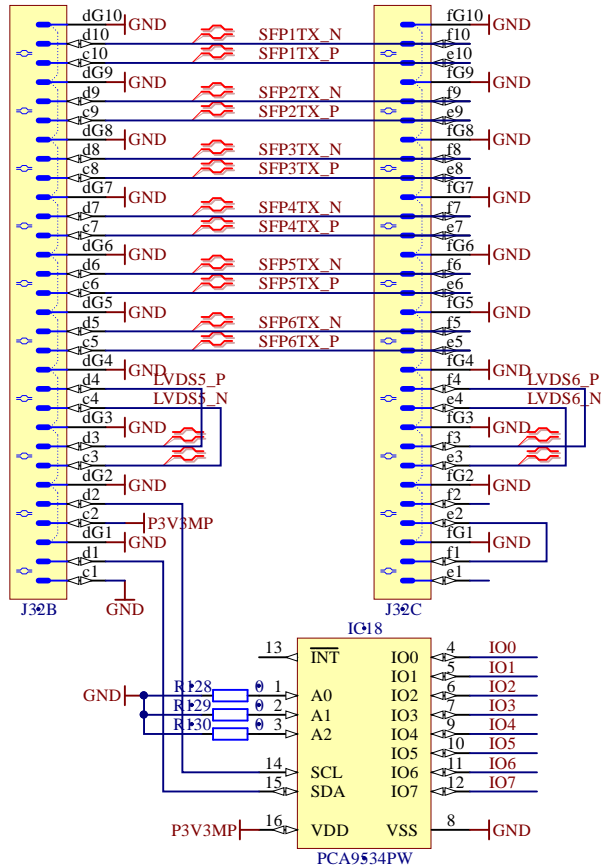 dG10 GND fG10 GND
d10 SFP1TX_N f10
c10 SFP1TX_P e10
dG9 GND fG9 GND
d9 SFP2TX_N f9
c9 SFP2TX_P e9
dG8 GND fG8 GND
d8 SFP3TX_N f8
c8 SFP3TX_P e8
dG7 GND fG7 GND
d7 SFP4TX_N f7
c7 SFP4TX_P e7
dG6 GND fG6 GND
d6 SFP5TX_N f6
c6 SFP5TX_P e6
dG5 GND fG5 GND
d5 SFP6TX_N f5
c5 SFP6TX_P e5
dG4 GND fG4 GND
d4 LVDS5_P f4 LVDS6_P
c4 LVDS5_N e4 LVDS6_N
dG3 GND fG3 GND
d3 f3
c3 e3
dG2 GND fG2 GND
d2 f2
c2 P3V3MP e2
dG1 GND fG1 GND
d1 f1
c1 e1
GND
J32B J32C
IC18
13 INT IO0 4 IO0
IO1 5 IO1
GND R128 0 1 A0 IO2 6 IO2
R129 0 2 A1 IO3 7 IO3
R130 0 3 A2 IO4 9 IO4
IO5 10 IO5
14 SCL IO6 11 IO6
15 SDA IO7 12 IO7
P3V3MP 16 VDD VSS 8 GND
PCA9534PW